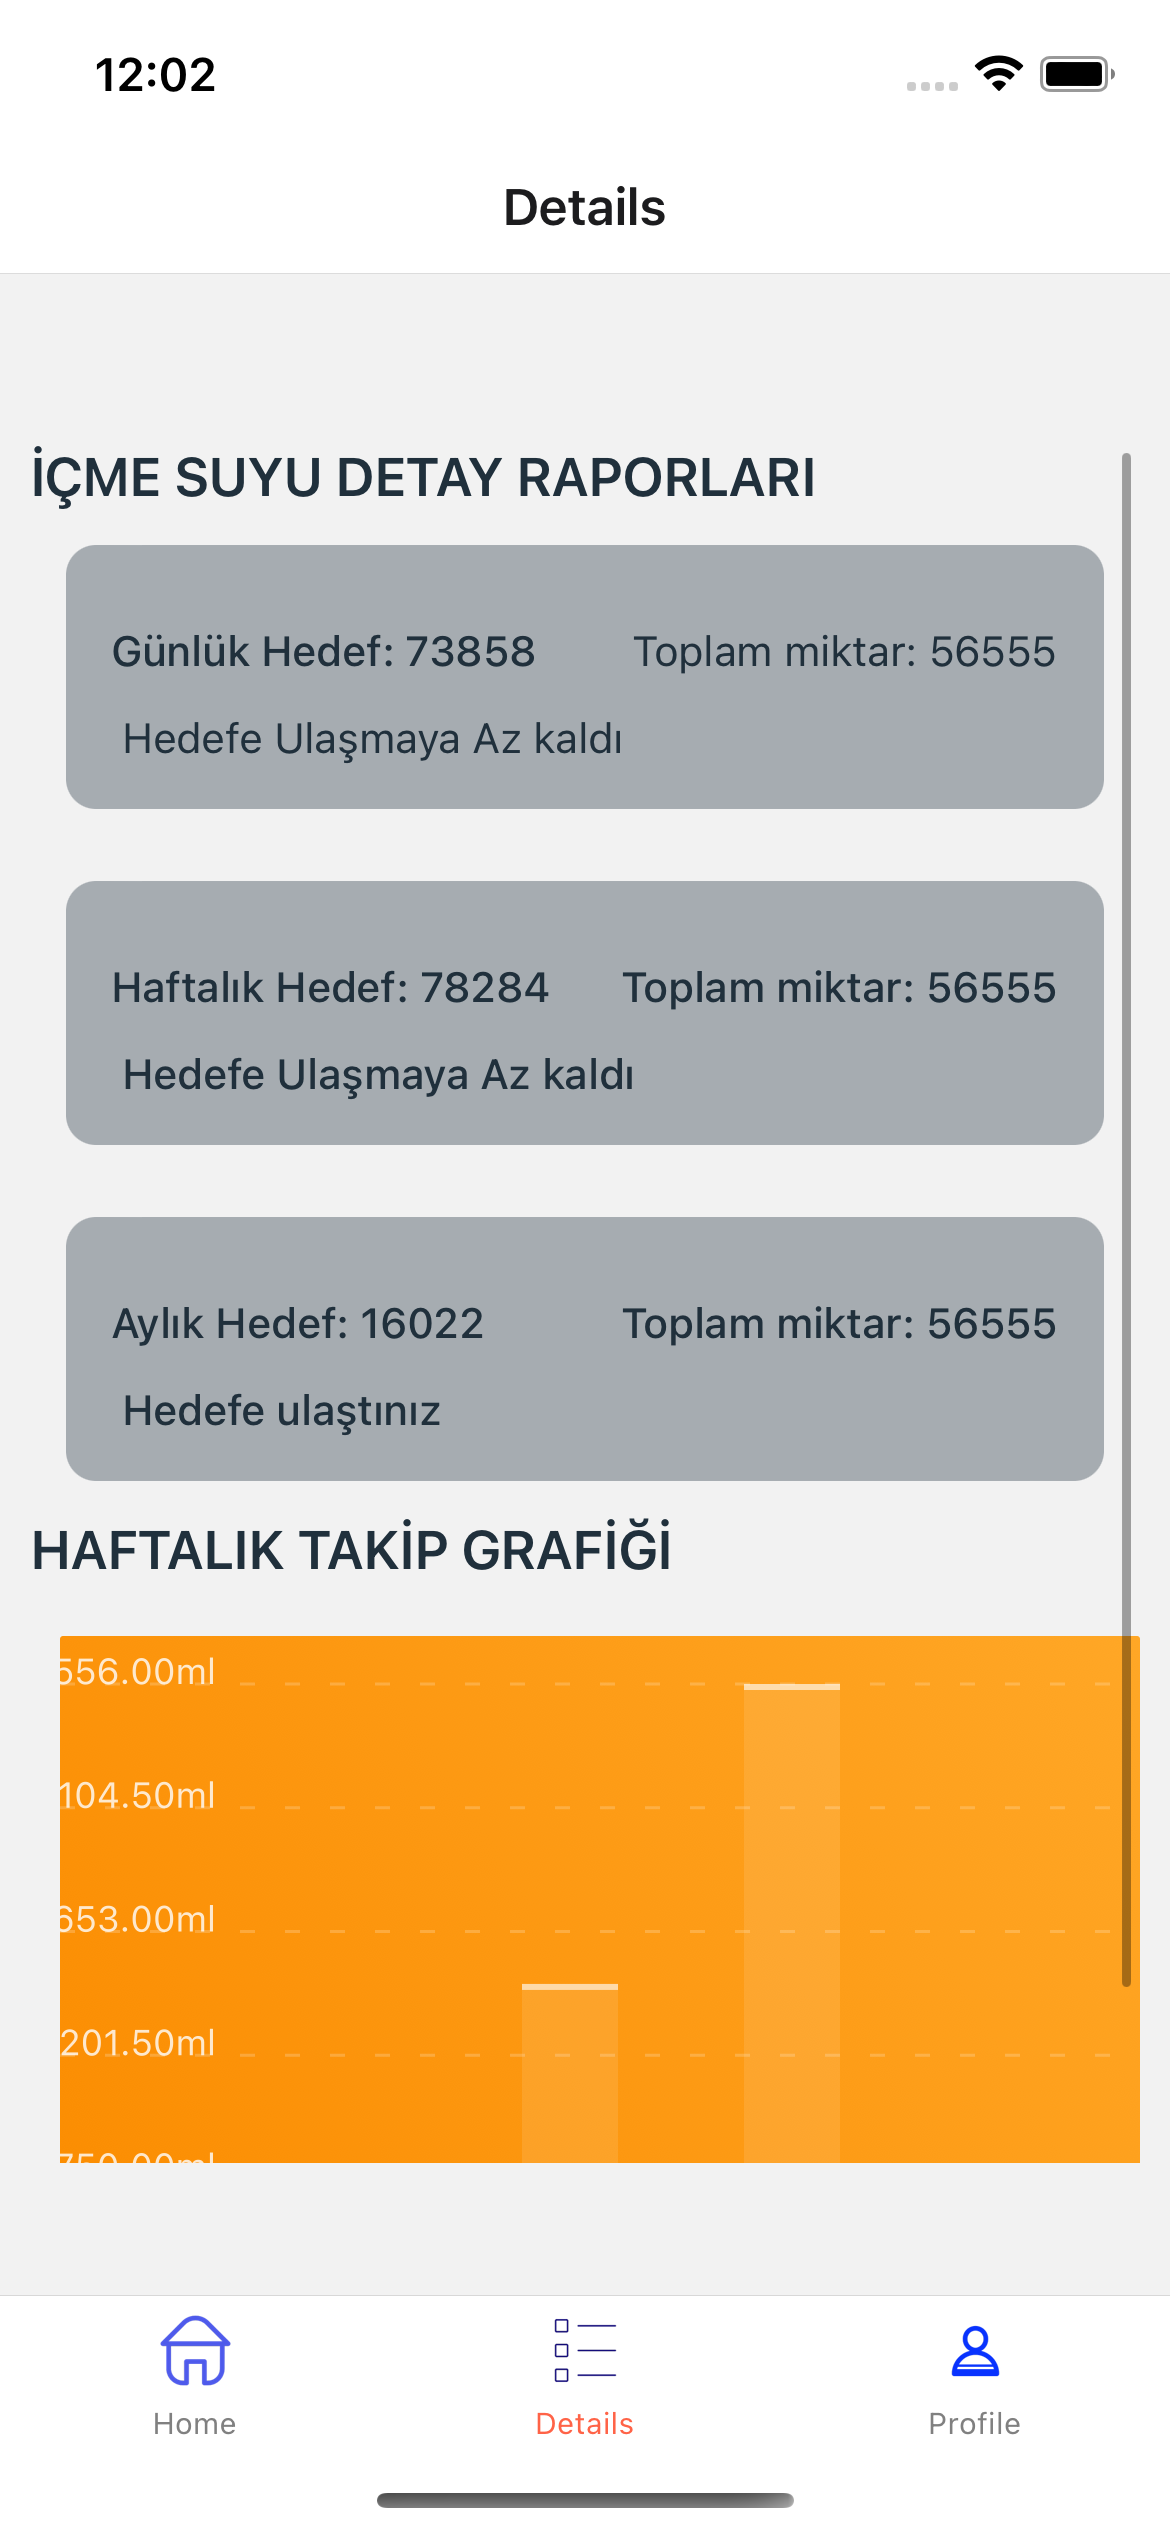 12:02
Details
İÇME SUYU DETAY RAPORLARI
Günlük Hedef: 73858 Toplam miktar: 56555
Hedefe Ulaşmaya Az kaldı
Haftalık Hedef: 78284 Toplam miktar: 56555
Hedefe Ulaşmaya Az kaldı
Aylık Hedef: 16022 Toplam miktar: 56555
Hedefe ulaştınız
HAFTALIK TAKİP GRAFİĞİ
556.00ml
104.50ml
653.00ml
201.50ml
750.00ml
Home Details Profile